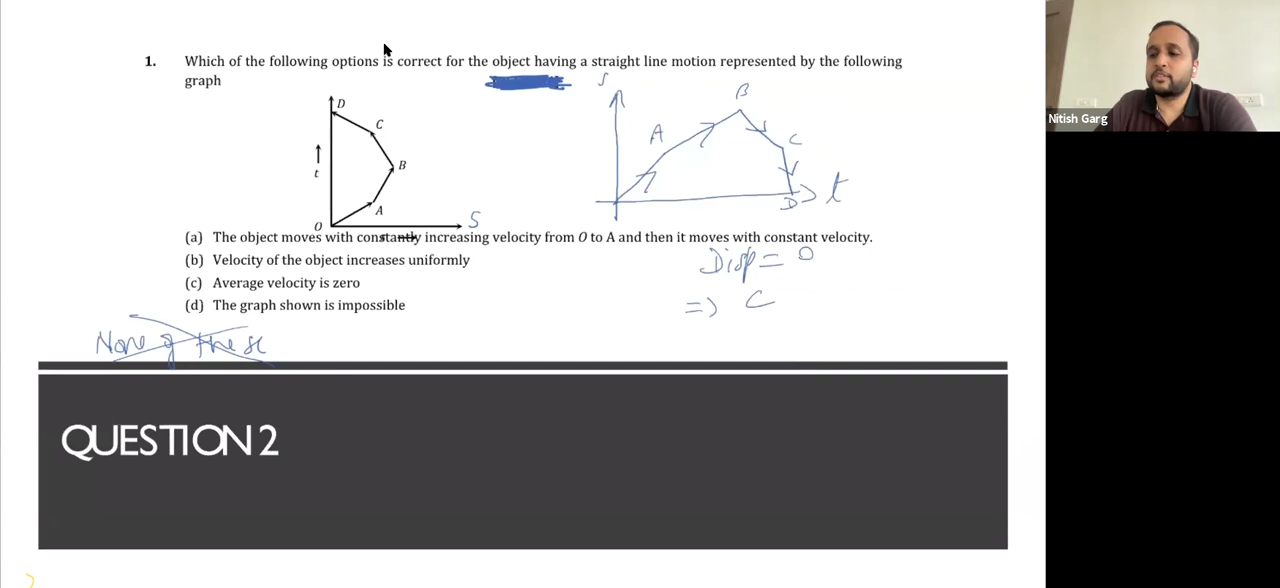 1. Which of the following options is correct for the object having a straight line motion represented by the following
graph
D
C
t
B
A
O
S
S
B
A
C
D
t
(a) The object moves with constantly increasing velocity from O to A and then it moves with constant velocity.
(b) Velocity of the object increases uniformly
(c) Average velocity is zero
(d) The graph shown is impossible
Disp = 0
=> C
None of these
QUESTION 2
Nitish Garg